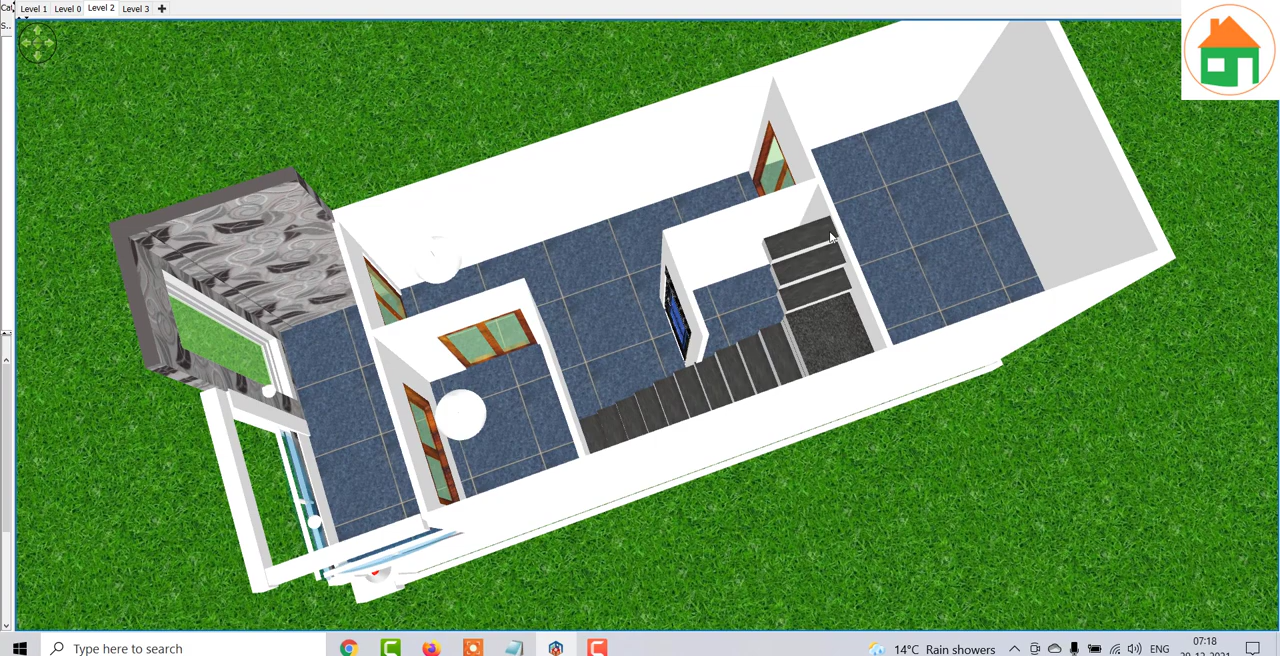 Level 1 Level 0 Level 2 Level 3
S..
Type here to search
14°C Rain showers
ENG
07:18